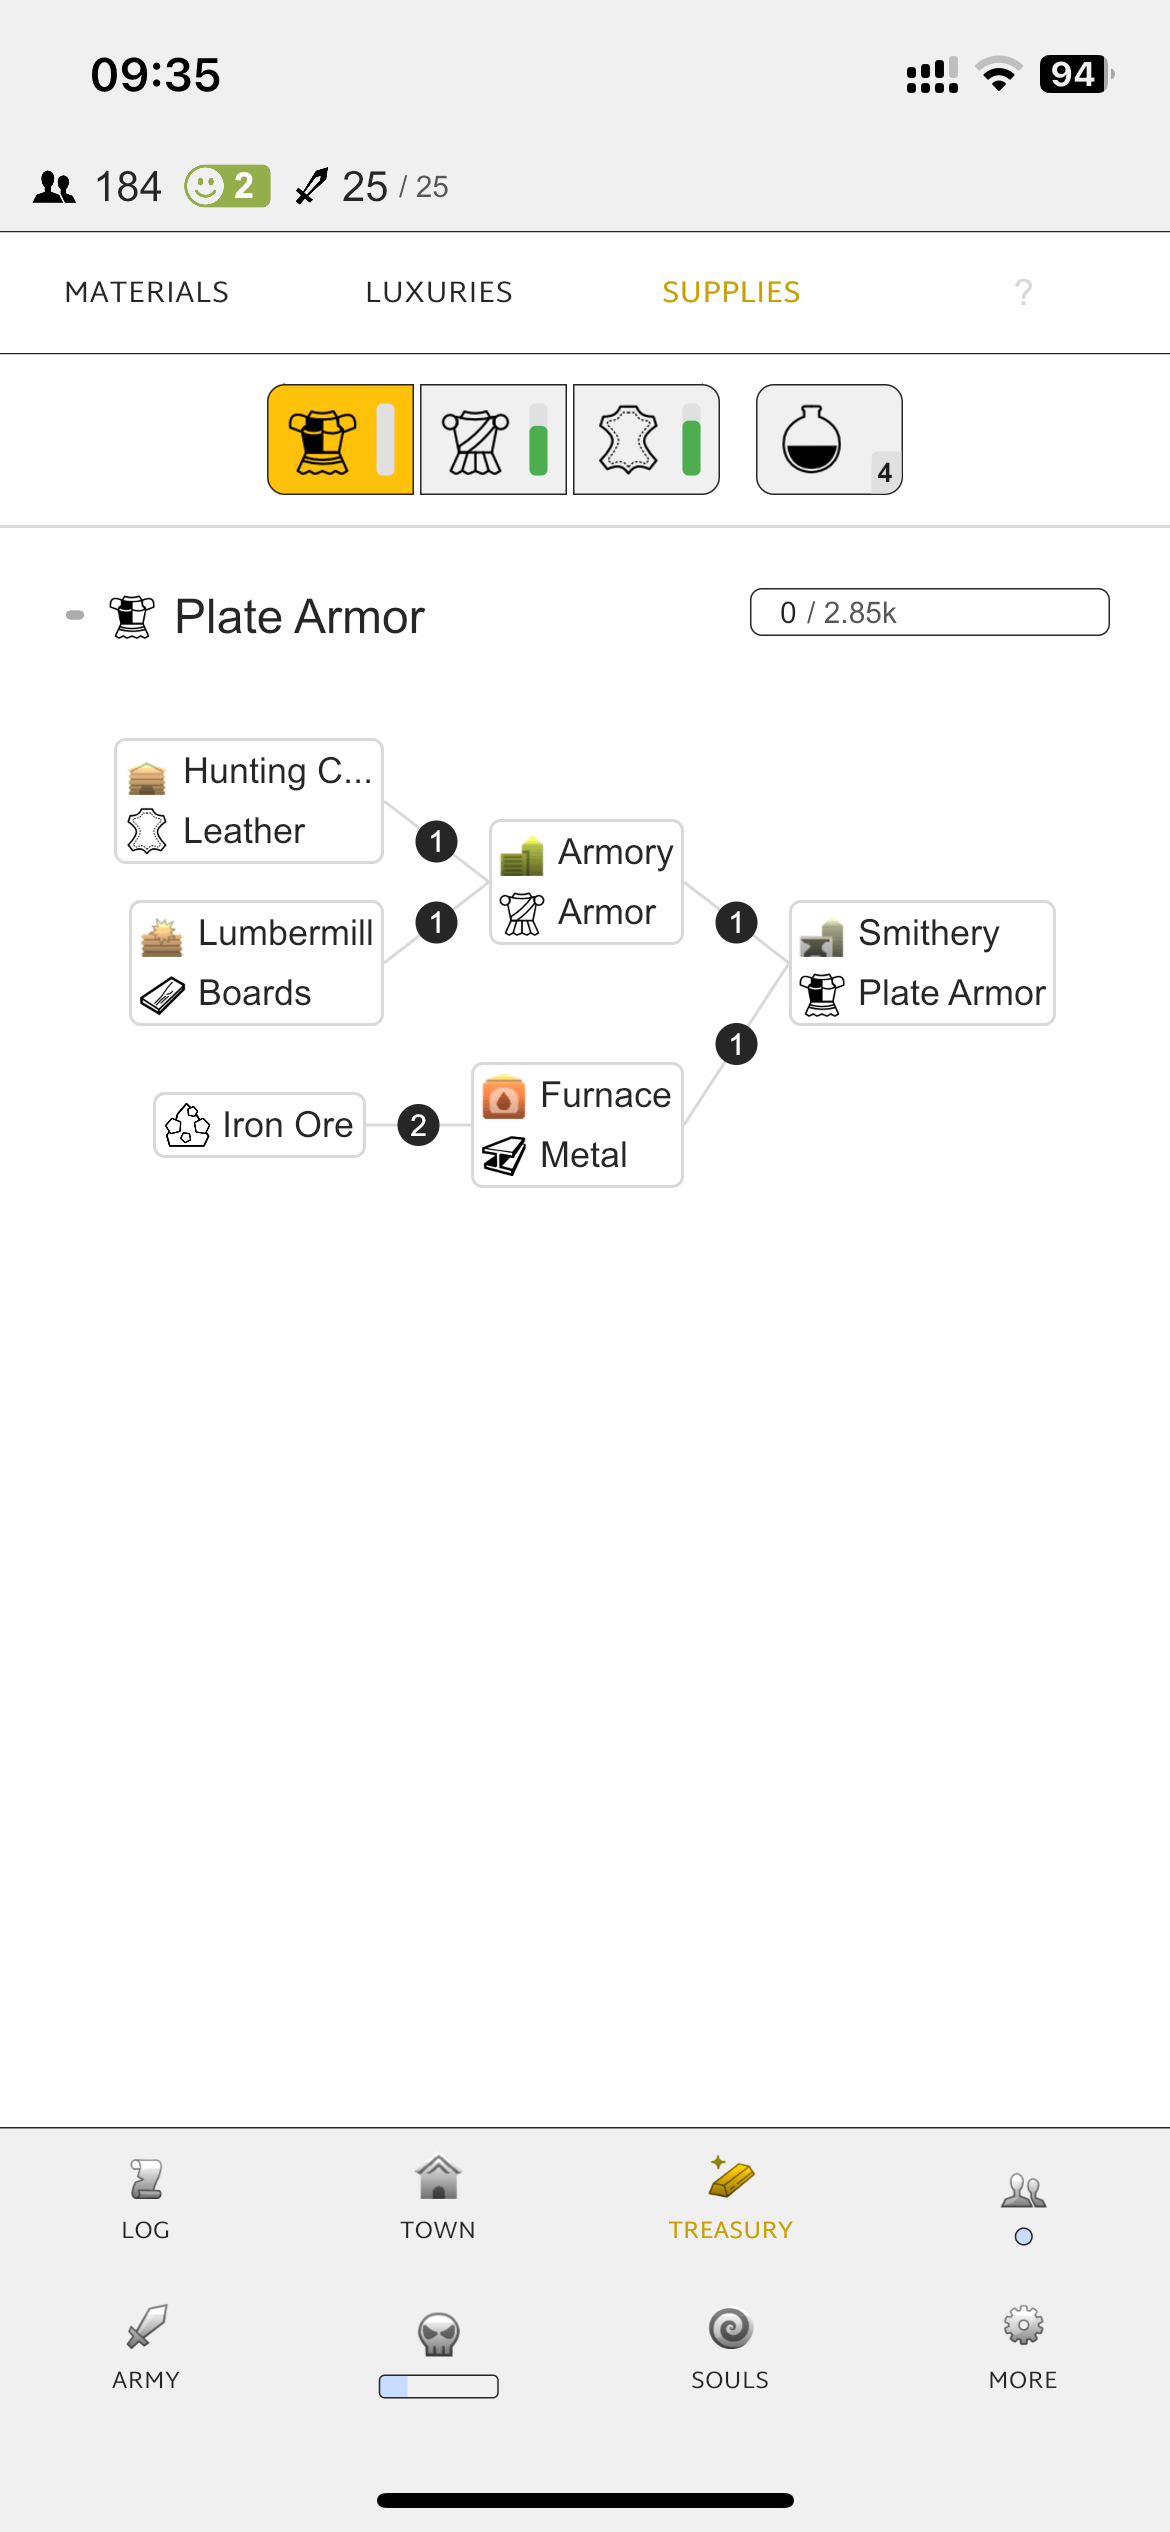 09:35
94
184 2 25 / 25
MATERIALS LUXURIES SUPPLIES ?
4
Plate Armor 0 / 2.85k
Hunting C...
Leather
1
Armory
Armor
Lumbermill
Boards
1
1
Smithery
Plate Armor
1
Iron Ore
2
Furnace
Metal
LOG TOWN TREASURY
ARMY SOULS MORE